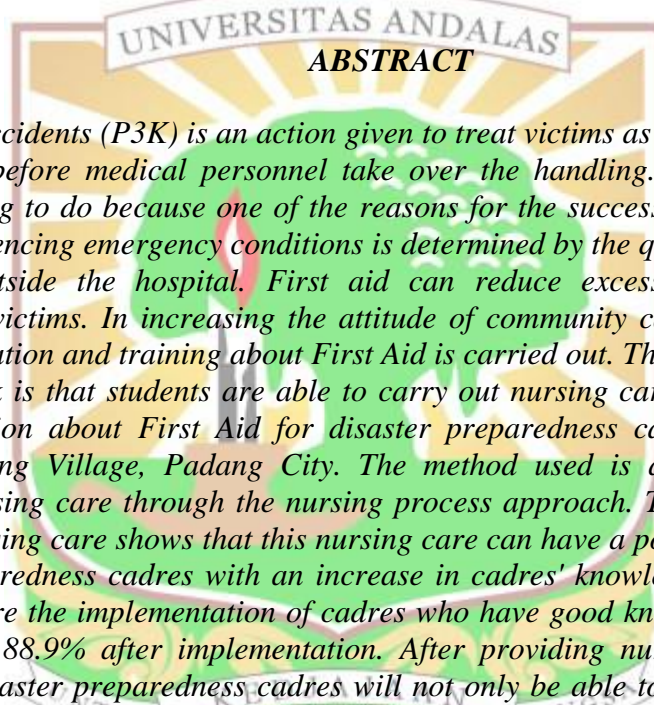 UNIVERSITAS ANDALAS
ABSTRACT
cidents (P3K) is an action given to treat victims as
before medical personnel take over the handling.
g to do because one of the reasons for the success
encing emergency conditions is determined by the q
tside the hospital. First aid can reduce excess
victims. In increasing the attitude of community c
ation and training about First Aid is carried out. Th
is that students are able to carry out nursing car
ion about First Aid for disaster preparedness ca
ng Village, Padang City. The method used is a
sing care through the nursing process approach. T
ing care shows that this nursing care can have a p
redness cadres with an increase in cadres' knowl
re the implementation of cadres who have good kn
88.9% after implementation. After providing nu
aster preparedness cadres will not only be able to